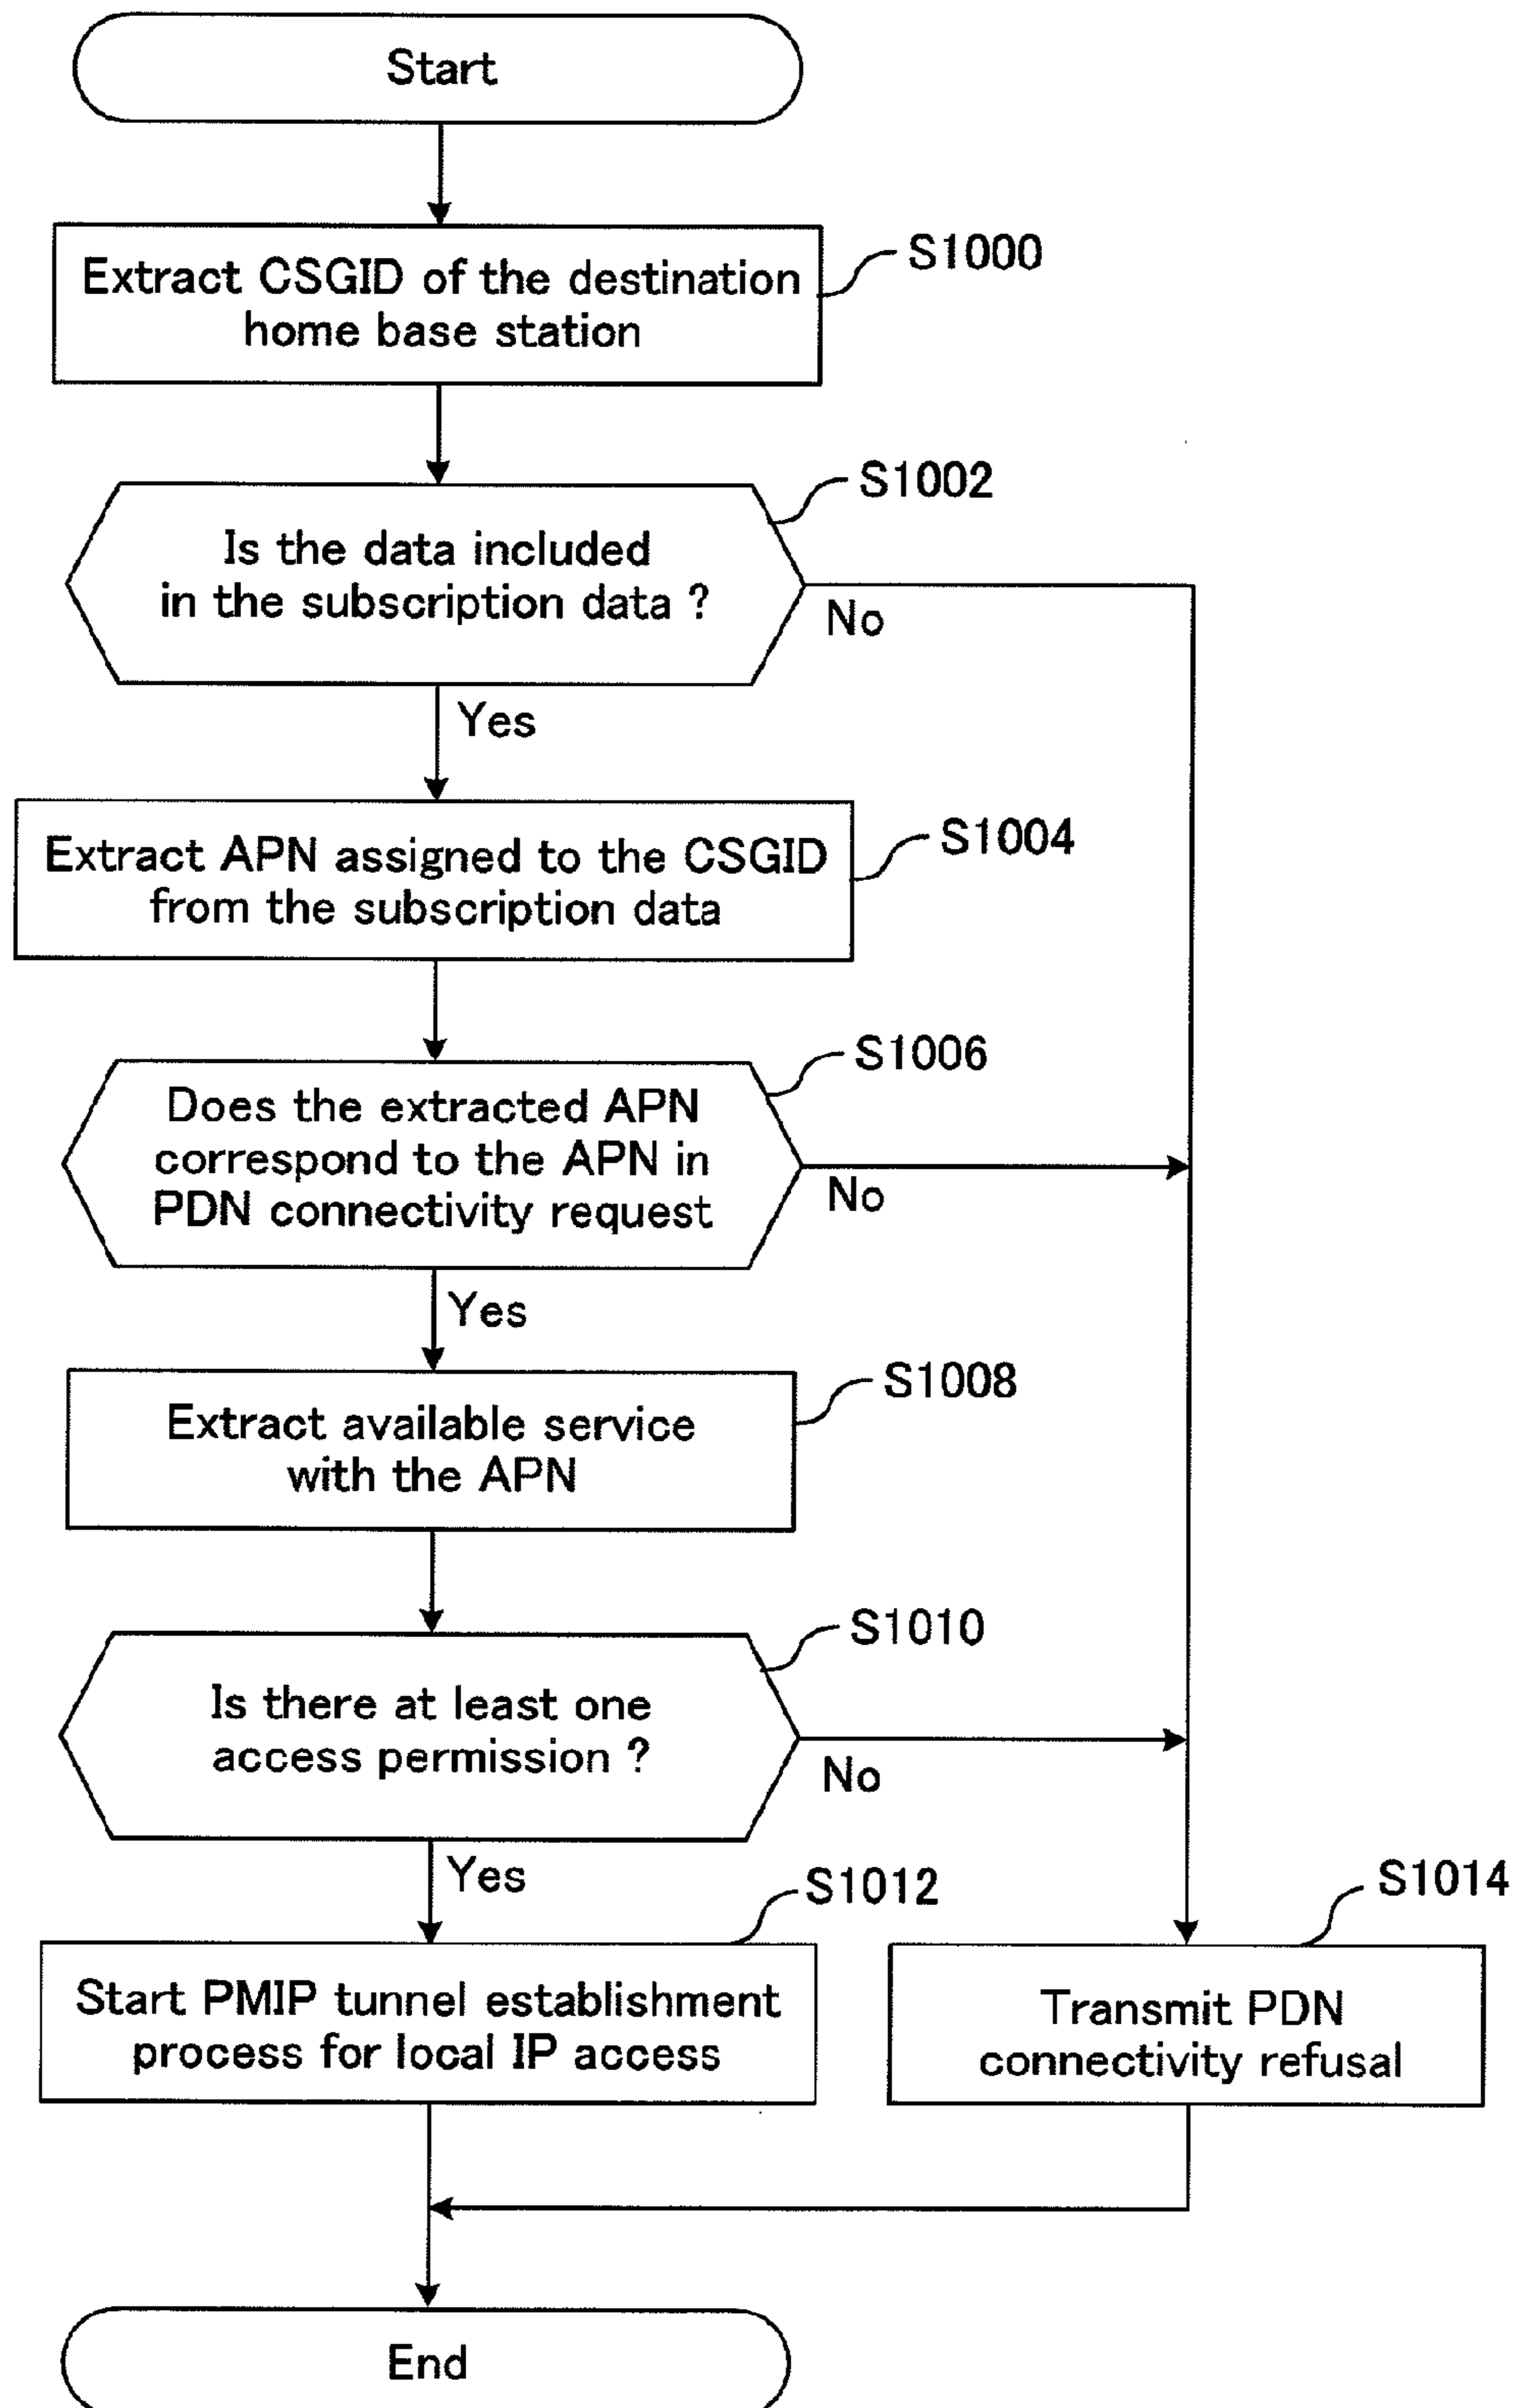 Start
Extract CSGID of the destination
home base station
S1000
S1002
Is the data included
in the subscription data ?
No
Yes
Extract APN assigned to the CSGID
from the subscription data
S1004
S1006
Does the extracted APN
correspond to the APN in
PDN connectivity request
No
Yes
S1008
Extract available service
with the APN
S1010
Is there at least one
access permission ?
No
Yes
S1012
S1014
Start PMIP tunnel establishment
process for local IP access
Transmit PDN
connectivity refusal
End